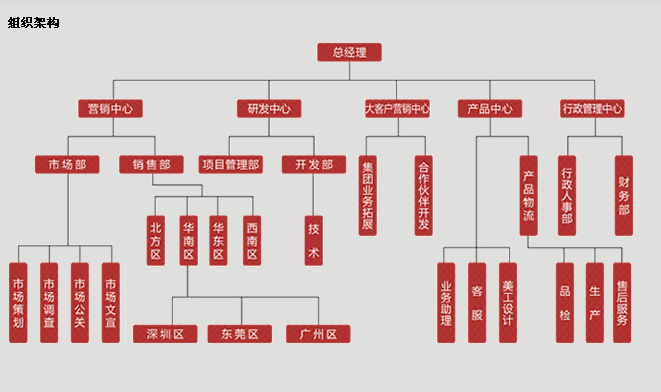 组织架构
总经理
营销中心
研发中心
大客户营销中心
产品中心
行政管理中心
市场部
销售部
项目管理部
开发部
集团业务拓展
合作伙伴开发
产品物流
行政人事部
财务部
北方区
华南区
华东区
西南区
技术
市场策划
市场调查
市场公关
市场文宣
业务助理
客服
美工设计
品检
生产
售后服务
深圳区
东莞区
广州区